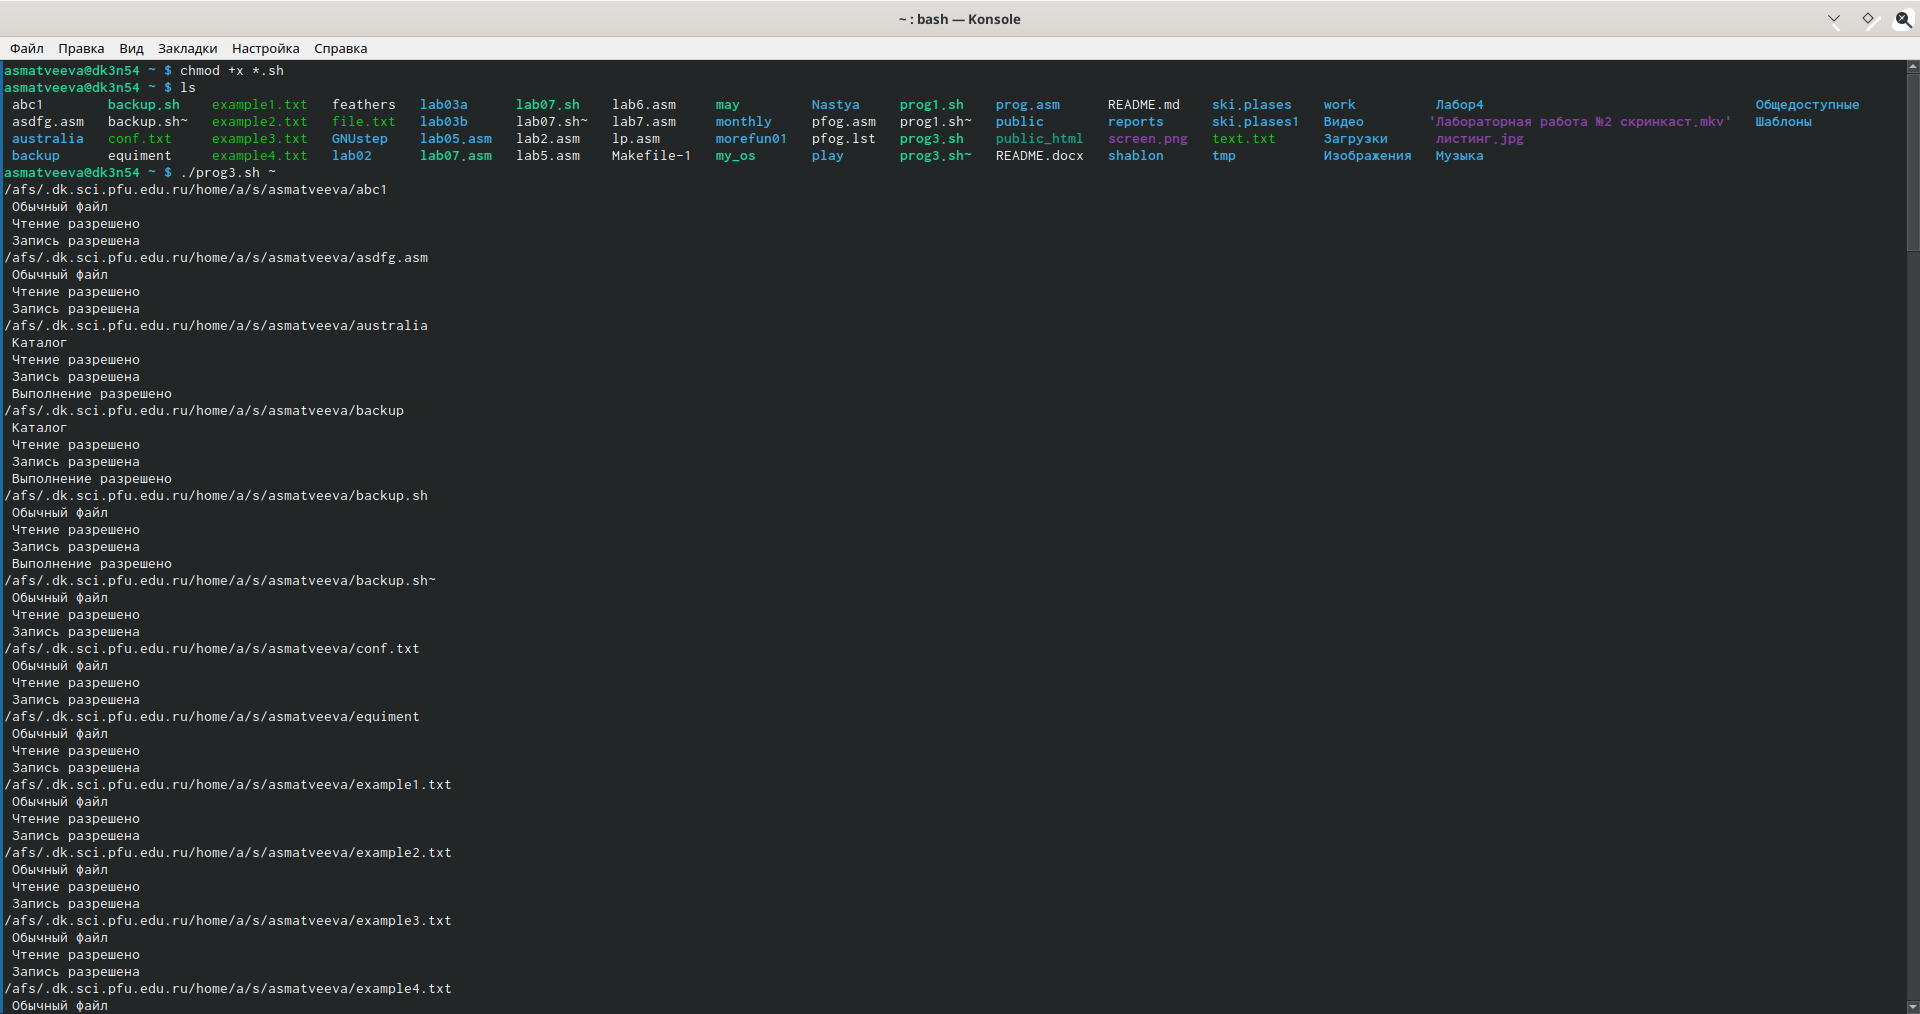 ~ : bash — Konsole
Файл Правка Вид Закладки Настройка Справка
asmatveeva@dk3n54 ~ $ chmod +x *.sh
asmatveeva@dk3n54 ~ $ ls
abc1 backup.sh example1.txt feathers lab03a lab07.sh lab6.asm may Nastya prog1.sh prog.asm README.md ski.plases work Лабор4 Общедоступные
asdfg.asm backup.sh~ example2.txt file.txt lab03b lab07.sh~ lab7.asm monthly pfog.asm prog1.sh~ public reports ski.plases1 Видео 'Лабораторная работа №2 скринкаст.mkv' Шаблоны
australia conf.txt example3.txt GNUstep lab05.asm lab2.asm lp.asm morefun01 pfog.lst prog3.sh public_html screen.png text.txt Загрузки листинг.jpg
backup equiment example4.txt lab02 lab07.asm lab5.asm Makefile-1 my_os play prog3.sh~ README.docx shablon tmp Изображения Музыка
asmatveeva@dk3n54 ~ $ ./prog3.sh ~
/afs/.dk.sci.pfu.edu.ru/home/a/s/asmatveeva/abc1
Обычный файл
Чтение разрешено
Запись разрешена
/afs/.dk.sci.pfu.edu.ru/home/a/s/asmatveeva/asdfg.asm
Обычный файл
Чтение разрешено
Запись разрешена
/afs/.dk.sci.pfu.edu.ru/home/a/s/asmatveeva/australia
Каталог
Чтение разрешено
Запись разрешена
Выполнение разрешено
/afs/.dk.sci.pfu.edu.ru/home/a/s/asmatveeva/backup
Каталог
Чтение разрешено
Запись разрешена
Выполнение разрешено
/afs/.dk.sci.pfu.edu.ru/home/a/s/asmatveeva/backup.sh
Обычный файл
Чтение разрешено
Запись разрешена
Выполнение разрешено
/afs/.dk.sci.pfu.edu.ru/home/a/s/asmatveeva/backup.sh~
Обычный файл
Чтение разрешено
Запись разрешена
/afs/.dk.sci.pfu.edu.ru/home/a/s/asmatveeva/conf.txt
Обычный файл
Чтение разрешено
Запись разрешена
/afs/.dk.sci.pfu.edu.ru/home/a/s/asmatveeva/equiment
Обычный файл
Чтение разрешено
Запись разрешена
/afs/.dk.sci.pfu.edu.ru/home/a/s/asmatveeva/example1.txt
Обычный файл
Чтение разрешено
Запись разрешена
/afs/.dk.sci.pfu.edu.ru/home/a/s/asmatveeva/example2.txt
Обычный файл
Чтение разрешено
Запись разрешена
/afs/.dk.sci.pfu.edu.ru/home/a/s/asmatveeva/example3.txt
Обычный файл
Чтение разрешено
Запись разрешена
/afs/.dk.sci.pfu.edu.ru/home/a/s/asmatveeva/example4.txt
Обычный файл